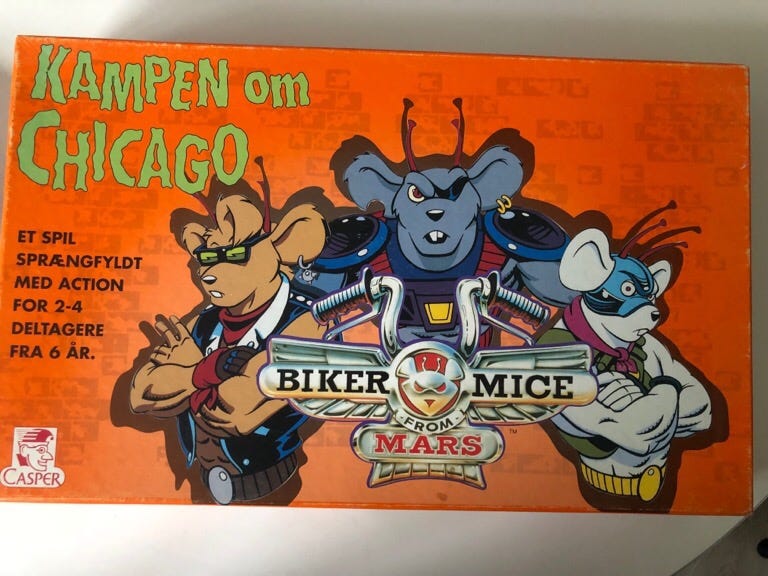 KAMPEN om
CHICAGO
ET SPIL
SPRÆNGFYLDT
MED ACTION
FOR 2-4
DELTAGERE
FRA 6 ÅR.
BIKER MICE
FROM
MARS
TM
CASPER